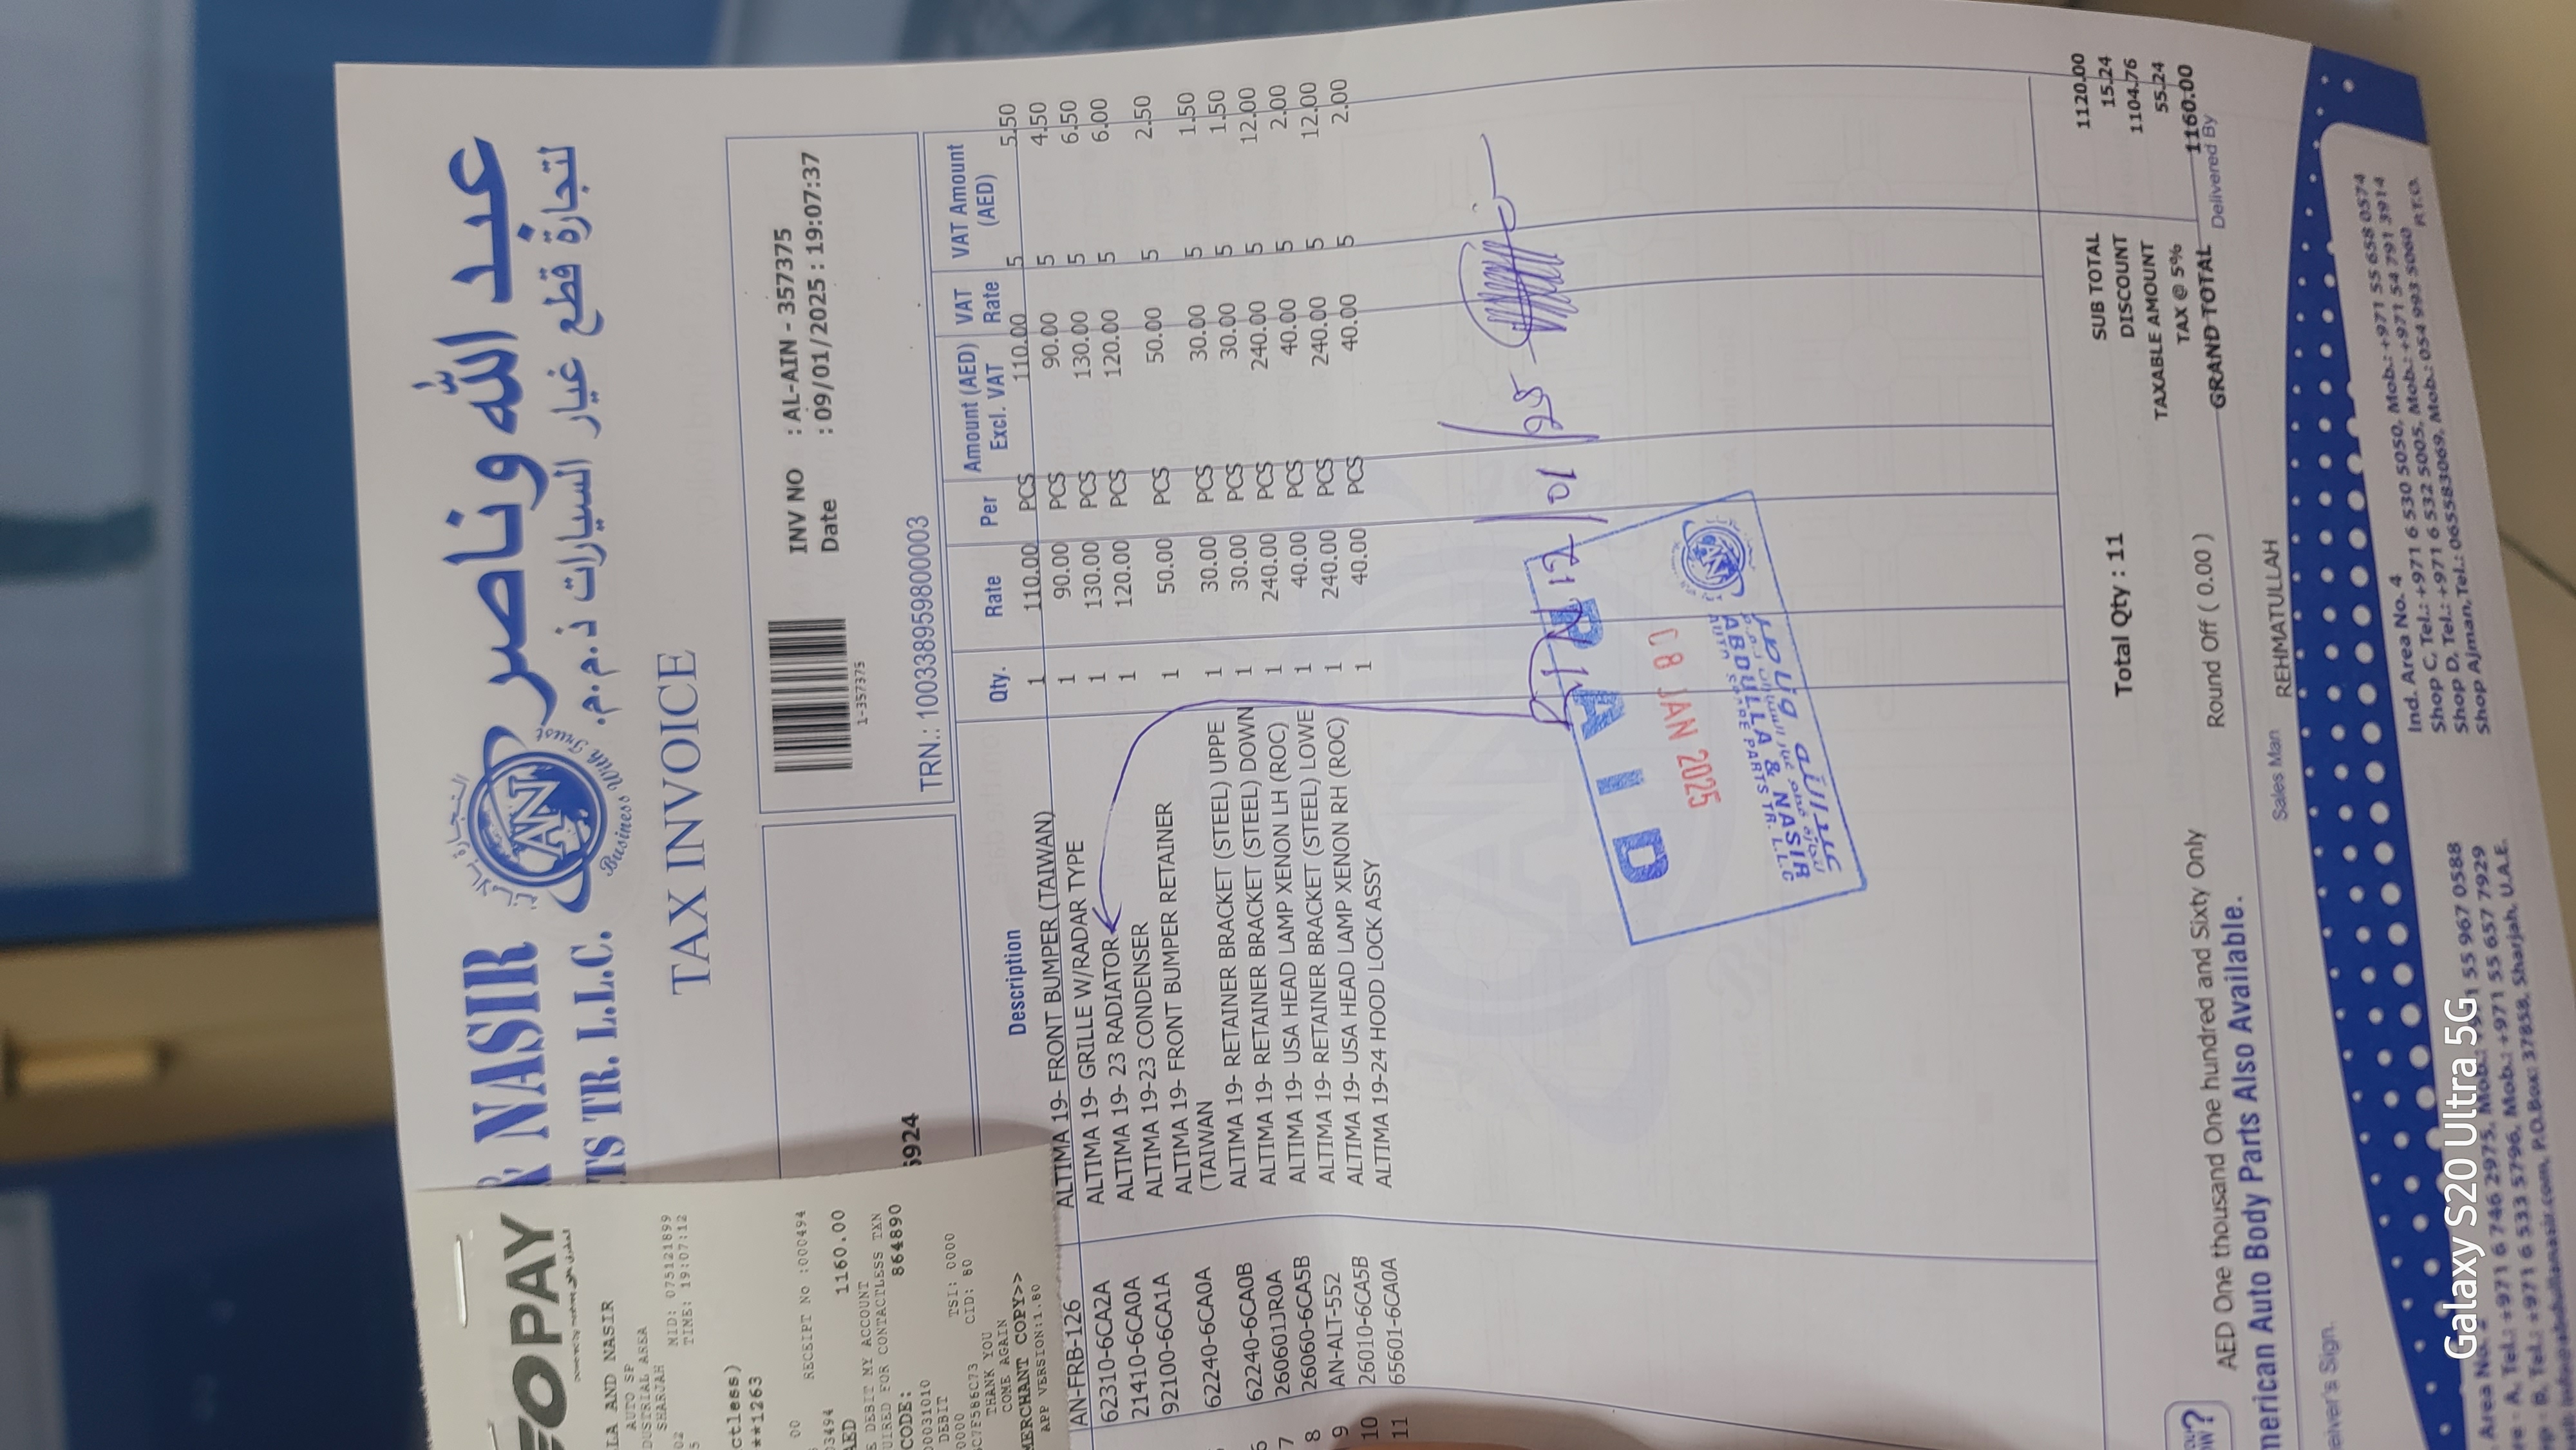 عبد الله وناصر
لتجارة قطع غيار السيارات ذ.م.م.
NASIR
TS TR. L.L.C.
AN
Business With Trust
TAX INVOICE
INV NO : AL-AIN - 357375
Date : 09/01/2025 : 19:07:37
1-357375
TRN.: 100338959800003
6924
Description Qty. Rate Per Amount (AED) Excl. VAT VAT Rate VAT Amount (AED)
AN-FRB-126 ALTIMA 19- FRONT BUMPER (TAIWAN) 1 110.00 PCS 110.00 5 5.50
62310-6CA2A ALTIMA 19- GRILLE W/RADAR TYPE 1 90.00 PCS 90.00 5 4.50
21410-6CA0A ALTIMA 19- 23 RADIATOR 1 130.00 PCS 130.00 5 6.50
92100-6CA1A ALTIMA 19-23 CONDENSER 1 120.00 PCS 120.00 5 6.00
62240-6CA0A ALTIMA 19- FRONT BUMPER RETAINER 1 50.00 PCS 50.00 5 2.50
(TAIWAN
62240-6CA0B ALTIMA 19- RETAINER BRACKET (STEEL) UPPE 1 30.00 PCS 30.00 5 1.50
7 260601JR0A ALTIMA 19- RETAINER BRACKET (STEEL) DOWN 1 30.00 PCS 30.00 5 1.50
8 26060-6CA5B ALTIMA 19- USA HEAD LAMP XENON LH (ROC) 1 240.00 PCS 240.00 5 12.00
9 AN-ALT-552 ALTIMA 19- RETAINER BRACKET (STEEL) LOWE 1 40.00 PCS 40.00 5 2.00
10 26010-6CA5B ALTIMA 19- USA HEAD LAMP XENON RH (ROC) 1 240.00 PCS 240.00 5 12.00
11 65601-6CA0A ALTIMA 19-24 HOOD LOCK ASSY 1 40.00 PCS 40.00 5 2.00
12/01/25
PAID
08 JAN 2025
عبدالله و ناصر
ABDULLA & NASIR
AUTO SPARE PARTS TR. L.L.C
Total Qty : 11
SUB TOTAL 1120.00
DISCOUNT 15.24
TAXABLE AMOUNT 1104.76
TAX @ 5% 55.24
GRAND TOTAL 1160.00
AED One thousand One hundred and Sixty Only
Round Off ( 0.00 )
merican Auto Body Parts Also Available.
eiver's Sign.
Sales Man REHMATULLAH
Delivered By
Ind. Area No. 4
Shop C, Tel.: +971 6 530 5050, Mob.: +971 55 658 0574
Shop D, Tel.: +971 6 532 5005, Mob.: +971 54 791 3914
Shop Ajman, Tel.: 065583069, Mob.: 054 993 5060
P.T.O.
A, Tel.: +971 6 746 2975, Mob.: +971 55 967 0588
B, Tel.: +971 6 533 5796, Mob.: +971 55 657 7929
P.O.Box: 37858, Sharjah, U.A.E.
OPAY
LA AND NASIR
AUTO SP
DUSTRIAL AREA
SHARJAH
MID: 075121899
TIME: 19:07:12
ctless)
**1263
RECEIPT No :000494
03494
AED 1160.00
E DEBIT MY ACCOUNT
UIRED FOR CONTACTLESS TXN
CODE: 864890
00031010
DEBIT
0000 TSI: 0000
C7F586C73 CID: 80
THANK YOU
COME AGAIN
MERCHANT COPY>>
APP VERSION:1.80
Galaxy S20 Ultra 5G